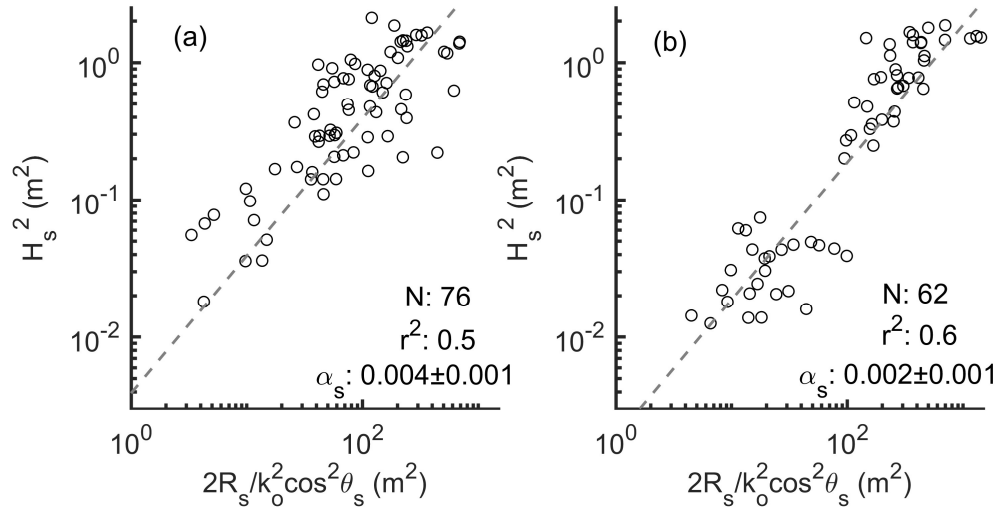 (a)
H_s^2 (m^2)
10^0
10^-1
10^-2
N: 76
r^2: 0.5
α_s: 0.004±0.001
10^0
10^2
2R_s/k_o^2cos^2θ_s (m^2)
(b)
H_s^2 (m^2)
10^0
10^-1
10^-2
N: 62
r^2: 0.6
α_s: 0.002±0.001
10^0
10^2
2R_s/k_o^2cos^2θ_s (m^2)